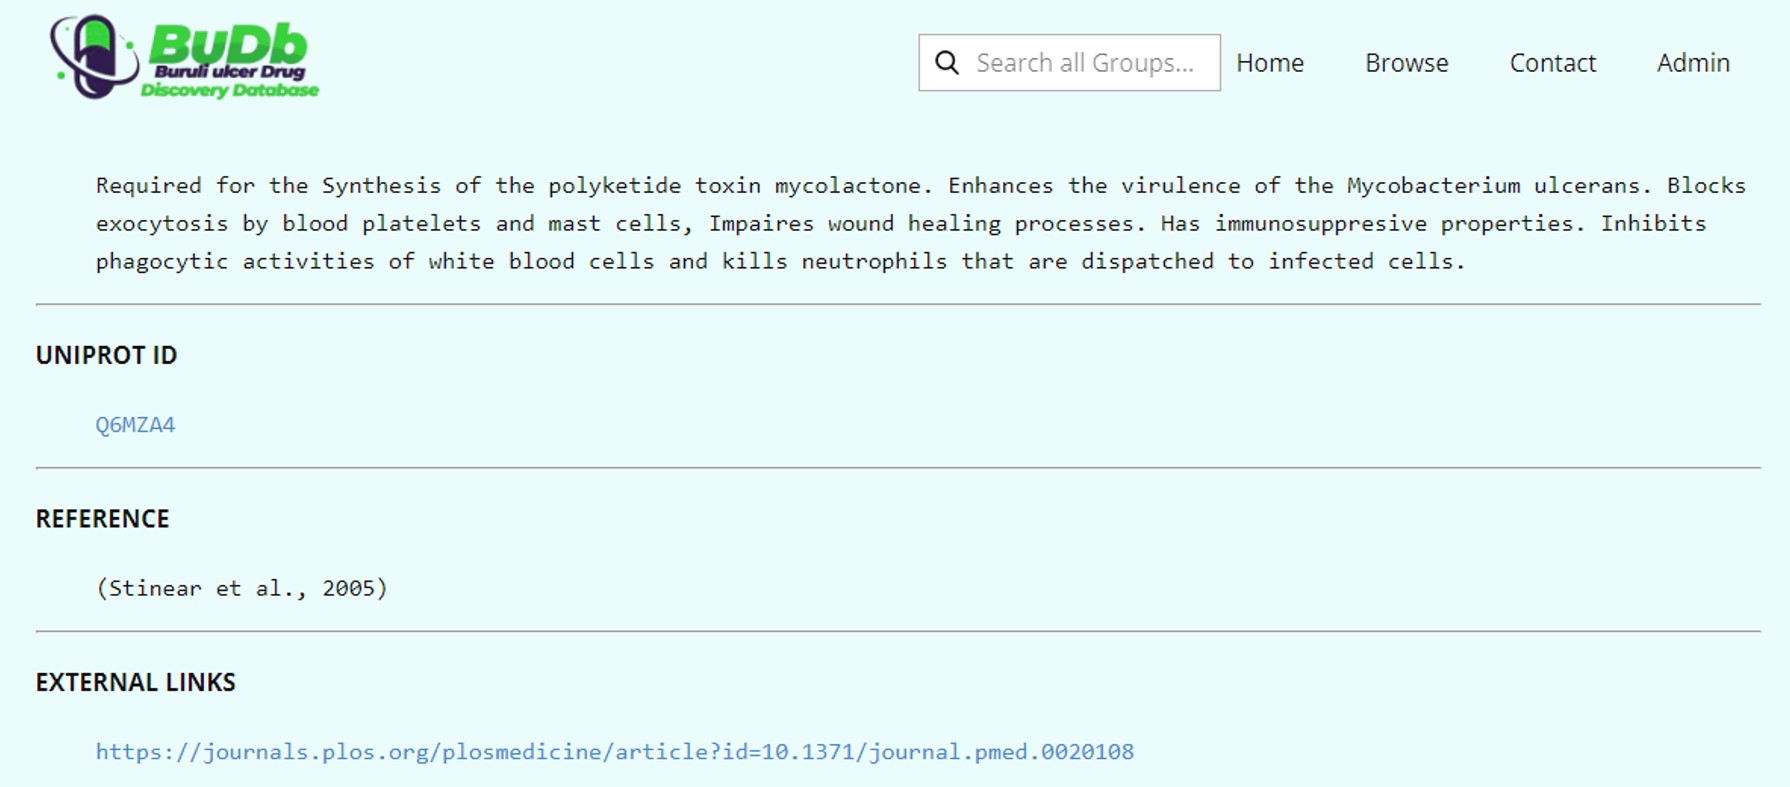 BuDb
Buruli ulcer Drug
Discovery Database
Search all Groups... Home Browse Contact Admin
Required for the Synthesis of the polyketide toxin mycolactone. Enhances the virulence of the Mycobacterium ulcerans. Blocks
exocytosis by blood platelets and mast cells, Impaires wound healing processes. Has immunosuppresive properties. Inhibits
phagocytic activities of white blood cells and kills neutrophils that are dispatched to infected cells.
UNIPROT ID
Q6MZA4
REFERENCE
(Stinear et al., 2005)
EXTERNAL LINKS
https://journals.plos.org/plosmedicine/article?id=10.1371/journal.pmed.0020108